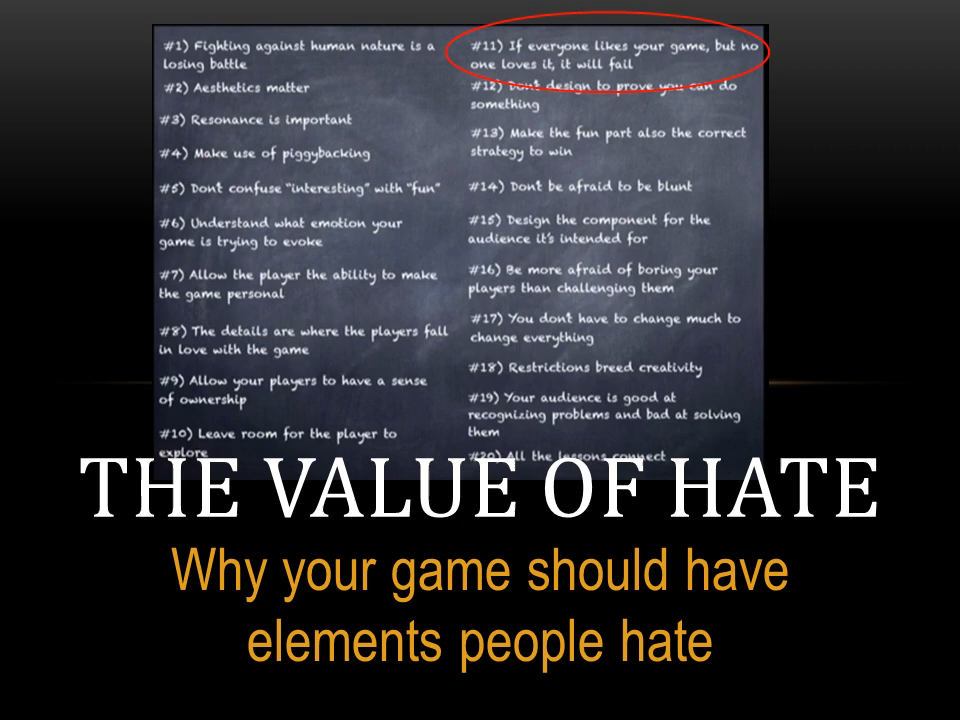 #1) Fighting against human nature is a
losing battle
#2) Aesthetics matter
#3) Resonance is important
#4) Make use of piggybacking
#5) Don't confuse "interesting" with "fun"
#6) Understand what emotion your
game is trying to evoke
#7) Allow the player the ability to make
the game personal
#8) The details are where the players fall
in love with the game
#9) Allow your players to have a sense
of ownership
#10) Leave room for the player to
explore
#11) If everyone likes your game, but no
one loves it, it will fail
#12) Don't design to prove you can do
something
#13) Make the fun part also the correct
strategy to win
#14) Don't be afraid to be blunt
#15) Design the component for the
audience it's intended for
#16) Be more afraid of boring your
players than challenging them
#17) You don't have to change much to
change everything
#18) Restrictions breed creativity
#19) Your audience is good at
recognizing problems and bad at solving
them
#20) All the lessons connect
THE VALUE OF HATE
Why your game should have
elements people hate